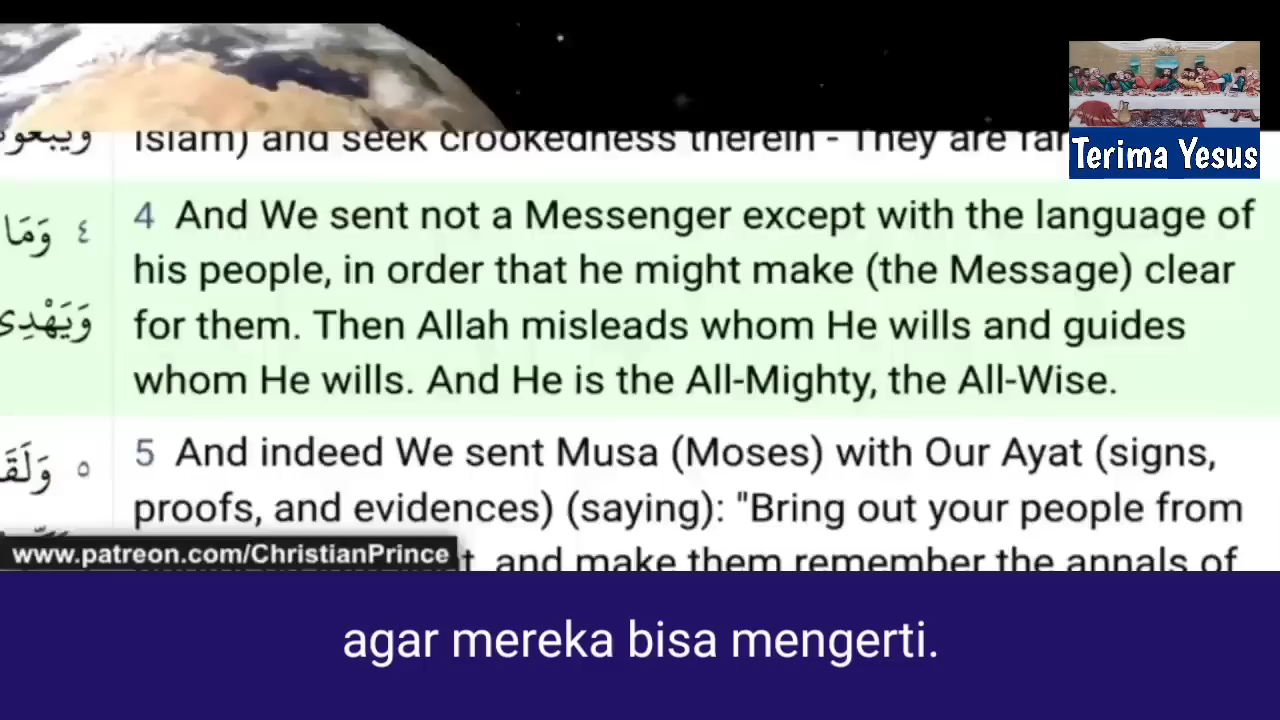 Islam) and seek crookedness therein - They are far
Terima Yesus
وَيَبْغُو
4 And We sent not a Messenger except with the language of
his people, in order that he might make (the Message) clear
for them. Then Allah misleads whom He wills and guides
whom He wills. And He is the All-Mighty, the All-Wise.
٤ وَمَا
وَيَهْدِى
5 And indeed We sent Musa (Moses) with Our Ayat (signs,
proofs, and evidences) (saying): "Bring out your people from
and make them remember the annals of
٥ وَلَقَ
www.patreon.com/ChristianPrince
agar mereka bisa mengerti.